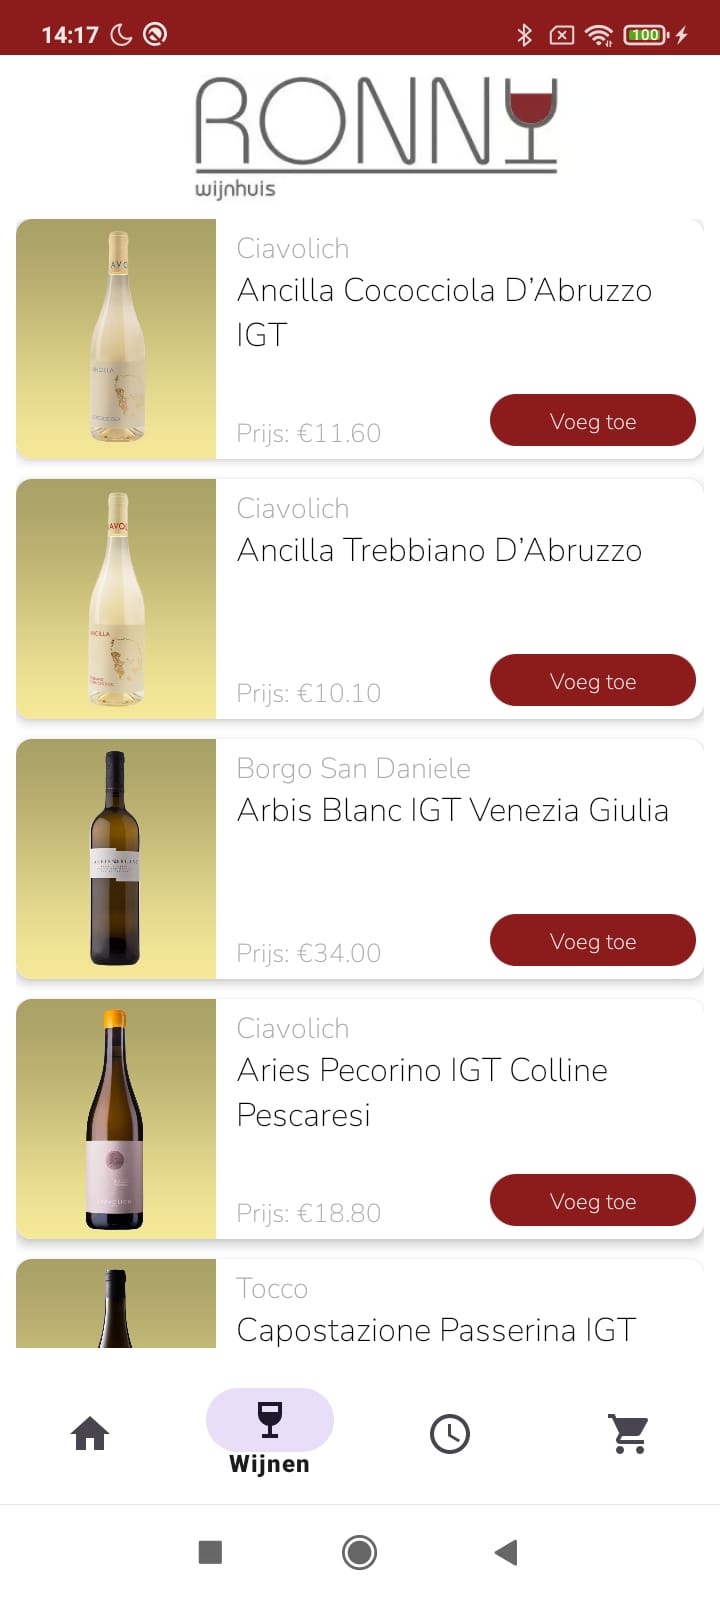 14:17
100
RONNY
wijnhuis
Ciavolich
Ancilla Cococciola D’Abruzzo
IGT
Prijs: €11.60
Voeg toe
Ciavolich
Ancilla Trebbiano D’Abruzzo
ANCILLA
Prijs: €10.10
Voeg toe
Borgo San Daniele
Arbis Blanc IGT Venezia Giulia
Prijs: €34.00
Voeg toe
Ciavolich
Aries Pecorino IGT Colline
Pescaresi
Prijs: €18.80
Voeg toe
Tocco
Capostazione Passerina IGT
Wijnen